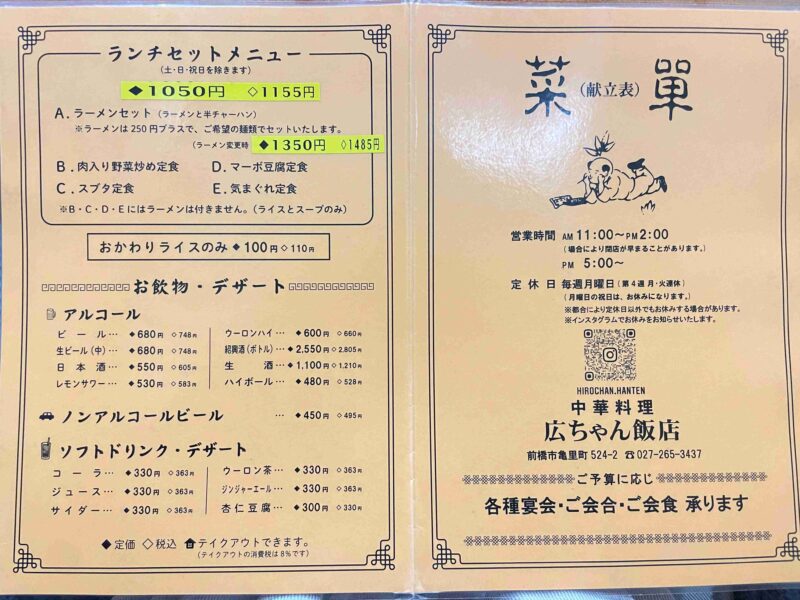 ランチセットメニュー
(土・日・祝日を除きます)
◆1050円 ◇1155円
A.ラーメンセット(ラーメンと半チャーハン)
※ラーメンは250円プラスで、ご希望の麺類でセットいたします。
(ラーメン変更時 ◆1350円 ◇1485円
B.肉入り野菜炒め定食 D.マーボ豆腐定食
C.スブタ定食 E.気まぐれ定食
※B・C・D・Eにはラーメンは付きません。(ライスとスープのみ)
おかわりライスのみ◆100円◇110円
お飲物・デザート
アルコール
ビール… ◆680円 ◇748円
生ビール(中)… ◆680円 ◇748円
日本酒… ◆550円 ◇605円
レモンサワー… ◆530円 ◇583円
ウーロンハイ… ◆600円 ◇660円
紹興酒(ボトル)… ◆2,550円 ◇2,805円
生酒… ◆1,100円 ◇1,210円
ハイボール… ◆480円 ◇528円
ノンアルコールビール … ◆450円 ◇495円
ソフトドリンク・デザート
コーラ… ◆330円 ◇363円
ジュース… ◆330円 ◇363円
サイダー… ◆330円 ◇363円
ウーロン茶… ◆330円 ◇363円
ジンジャーエール… ◆330円 ◇363円
杏仁豆腐… ◆300円 ◇330円
◆定価 ◇税込 テイクアウトできます。
(テイクアウトの消費税は8%です)
菜(献立表)單
営業時間 AM 11:00〜PM 2:00
(場合により閉店が早まることがあります。)
PM 5:00〜
定休日 毎週月曜日(第4週 月・火連休)
(月曜日の祝日は、お休みになります。)
※都合により定休日以外でもお休みする場合があります。
※インスタグラムでお休みをお知らせいたします。
HIROCHAN.HANTEN
中華料理
広ちゃん飯店
前橋市亀里町524-2 ☎027-265-3437
ご予算に応じ
各種宴会・ご会合・ご会食 承ります